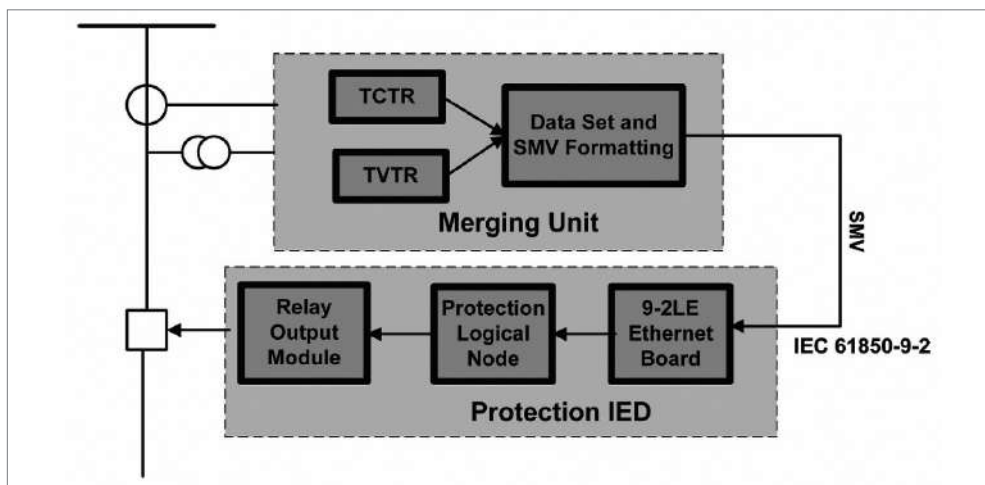 TCTR
TVTR
Data Set and
SMV Formatting
Merging Unit
SMV
IEC 61850-9-2
Relay
Output
Module
Protection
Logical
Node
9-2LE
Ethernet
Board
Protection IED